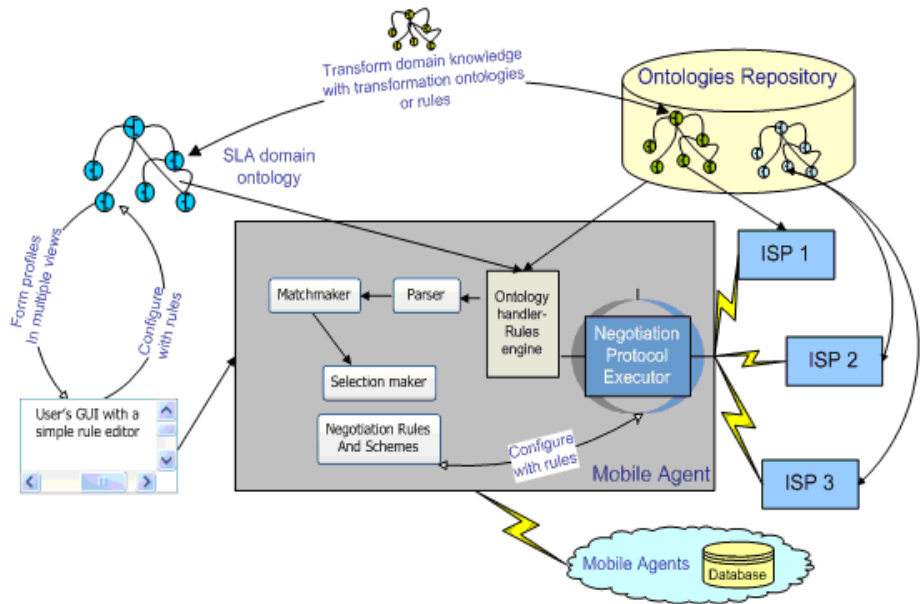 Transform domain knowledge
with transformation ontologies
or rules
Ontologies Repository
SLA domain
ontology
Form profiles
In multiple views
Configure
with rules
ISP 1
Matchmaker
Parser
Ontology
handler-
Rules
engine
Negotiation
Protocol
Executor
ISP 2
Selection maker
User's GUI with a
simple rule editor
Negotiation Rules
And Schemes
Configure
with rules
Mobile Agent
ISP 3
Mobile Agents
Database